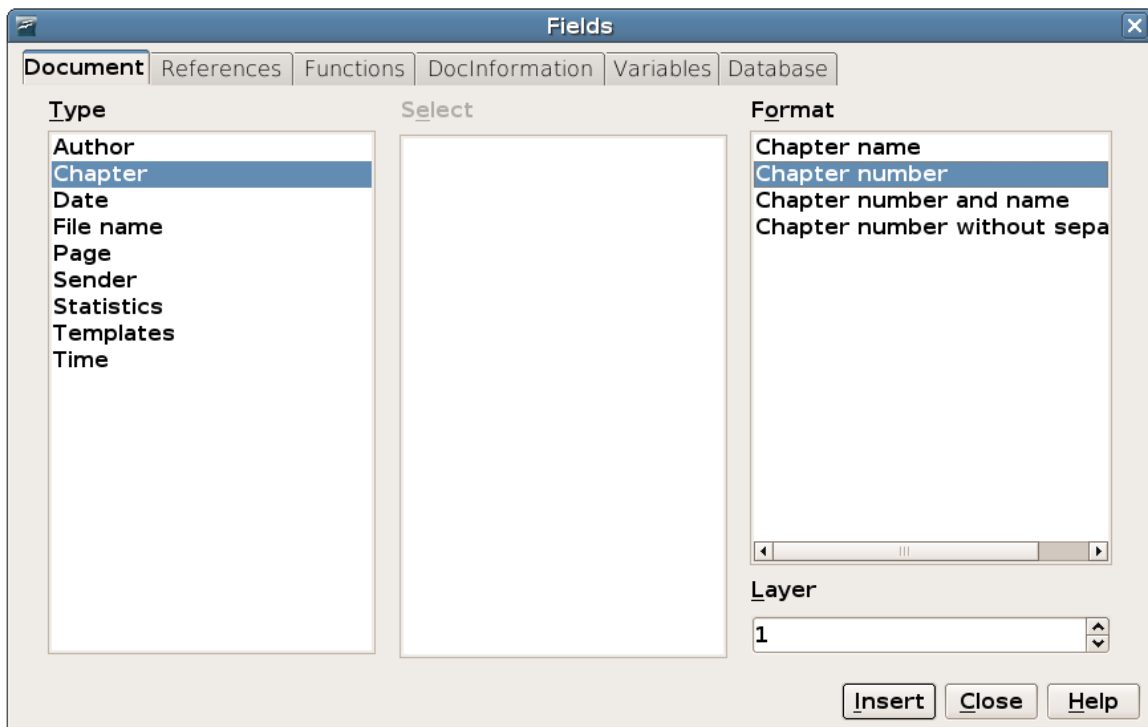 Fields
Document References Functions DocInformation Variables Database
Type
Author
Chapter
Date
File name
Page
Sender
Statistics
Templates
Time
Select
Format
Chapter name
Chapter number
Chapter number and name
Chapter number without sepa
Layer
1
Insert Close Help